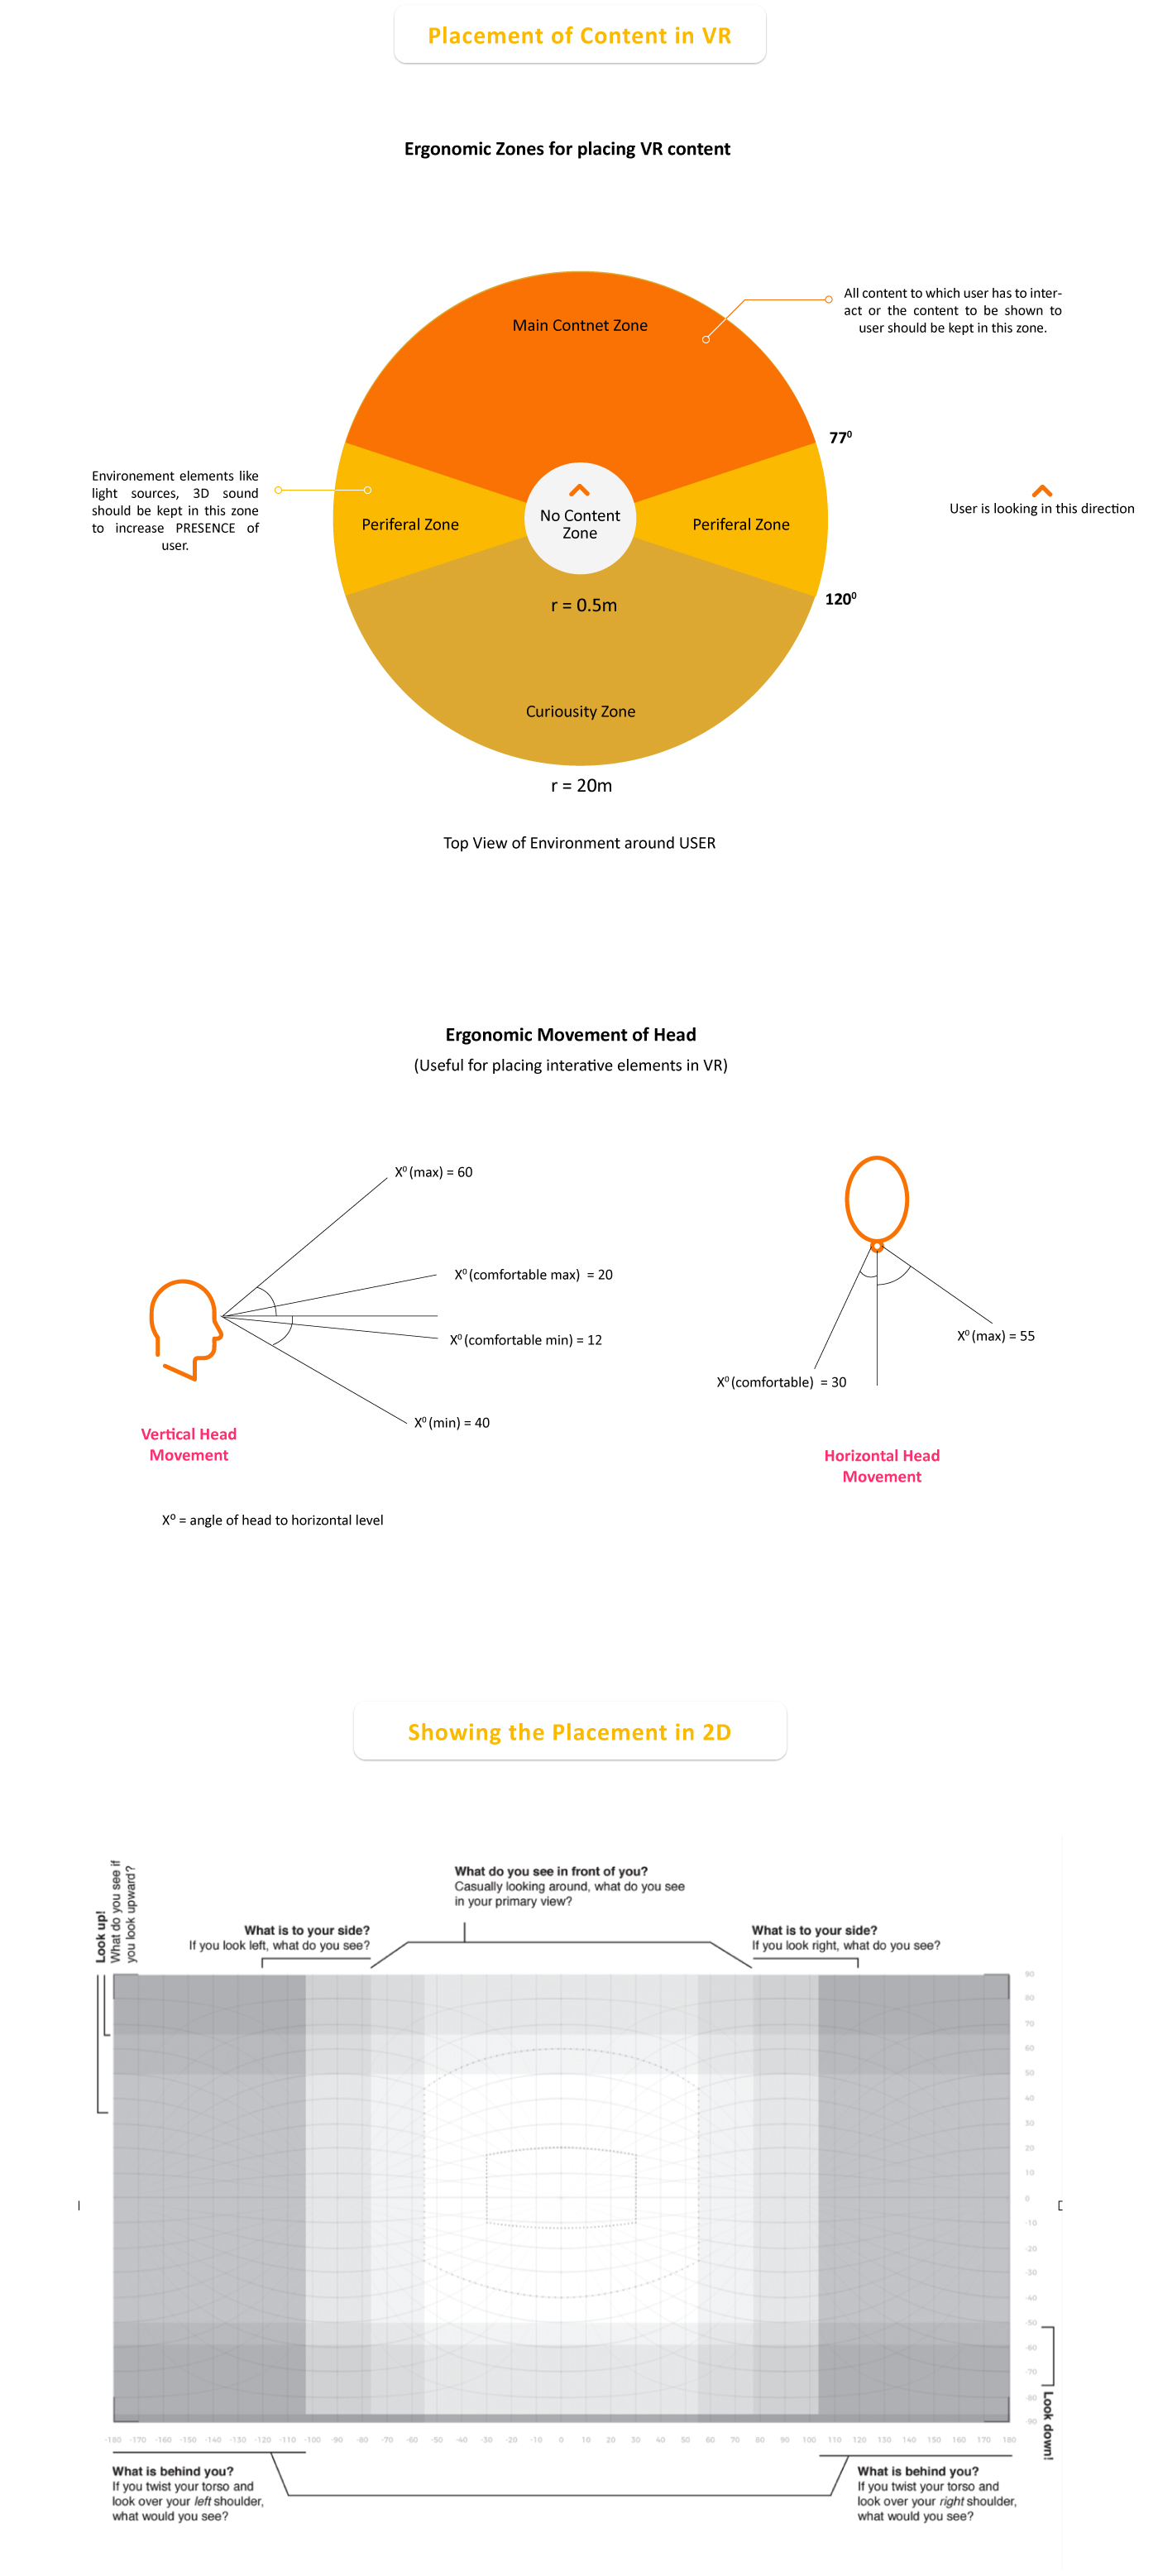 Placement of Content in VR
Ergonomic Zones for placing VR content
Main Contnet Zone
All content to which user has to inter-
act or the content to be shown to
user should be kept in this zone.
77⁰
Environement elements like
light sources, 3D sound
should be kept in this zone
to increase PRESENCE of
user.
Periferal Zone
No Content
Zone
Periferal Zone
User is looking in this direction
120⁰
r = 0.5m
Curiousity Zone
r = 20m
Top View of Environment around USER
Ergonomic Movement of Head
(Useful for placing interative elements in VR)
X⁰ (max) = 60
X⁰ (comfortable max) = 20
X⁰ (comfortable min) = 12
X⁰ (min) = 40
Vertical Head
Movement
X⁰ = angle of head to horizontal level
X⁰ (max) = 55
X⁰ (comfortable) = 30
Horizontal Head
Movement
Showing the Placement in 2D
Look up!
What do you see if
you look upward?
What do you see in front of you?
Casually looking around, what do you see
in your primary view?
What is to your side?
If you look left, what do you see?
What is to your side?
If you look right, what do you see?
90
80
70
60
50
40
30
20
10
0
-10
-20
-30
-40
-50
-60
-70
-80
-90
Look down!
-180 -170 -160 -150 -140 -130 -120 -110 -100 -90 -80 -70 -60 -50 -40 -30 -20 -10 0 10 20 30 40 50 60 70 80 90 100 110 120 130 140 150 160 170 180
What is behind you?
If you twist your torso and
look over your left shoulder,
what would you see?
What is behind you?
If you twist your torso and
look over your right shoulder,
what would you see?